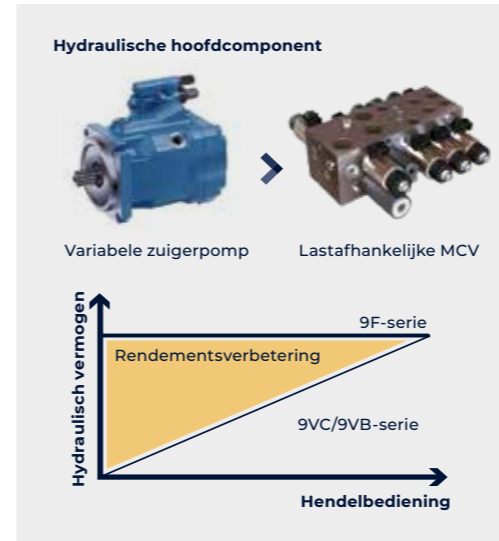 Hydraulische hoofdcomponent
Variabele zuigerpomp
Lastafhankelijke MCV
Hydraulisch vermogen
9F-serie
Rendementsverbetering
9VC/9VB-serie
Hendelbediening